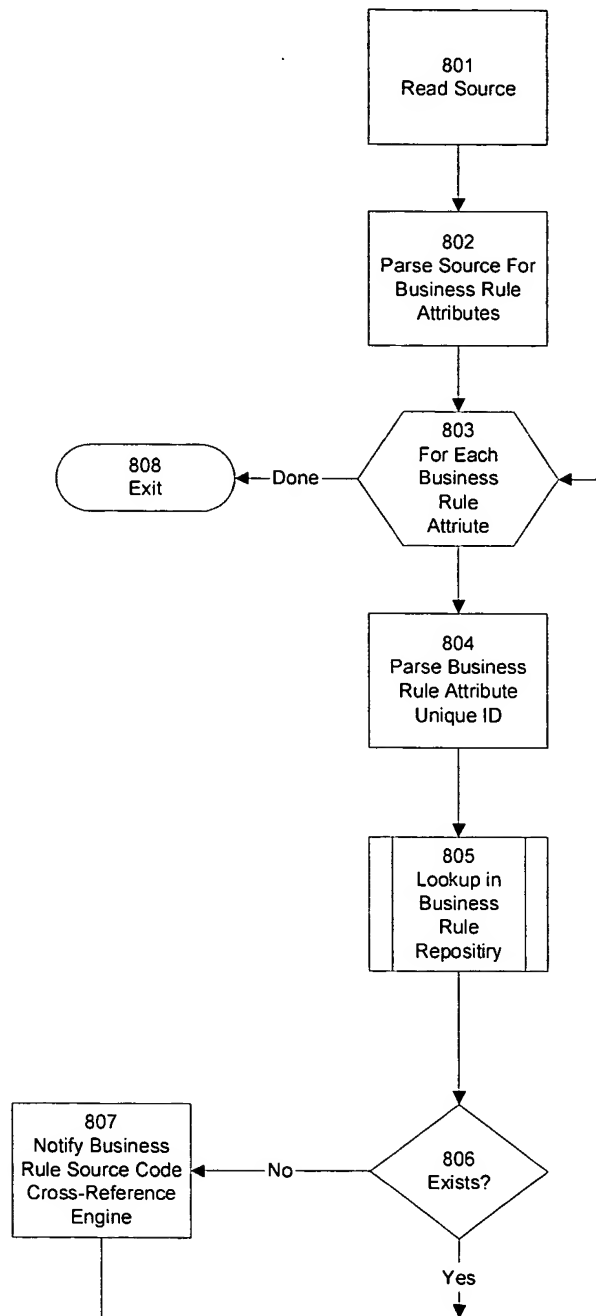 801
Read Source
802
Parse Source For
Business Rule
Attributes
803
For Each
Business
Rule
Attriute
Done
808
Exit
804
Parse Business
Rule Attribute
Unique ID
805
Lookup in
Business
Rule
Repositiry
806
Exists?
No
807
Notify Business
Rule Source Code
Cross-Reference
Engine
Yes